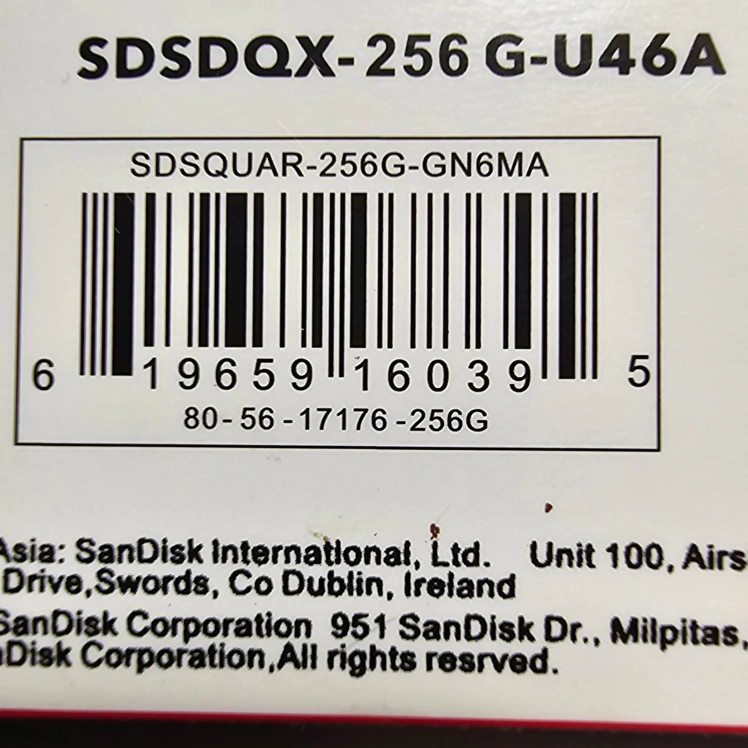 SDSDQX-256 G-U46A
SDSQUAR-256G-GN6MA
6 19659 16039 5
80-56-17176-256G
Asia: SanDisk International, Ltd. Unit 100, Airs
Drive,Swords, Co Dublin, Ireland
SanDisk Corporation 951 SanDisk Dr., Milpitas,
nDisk Corporation,All rights resrved.